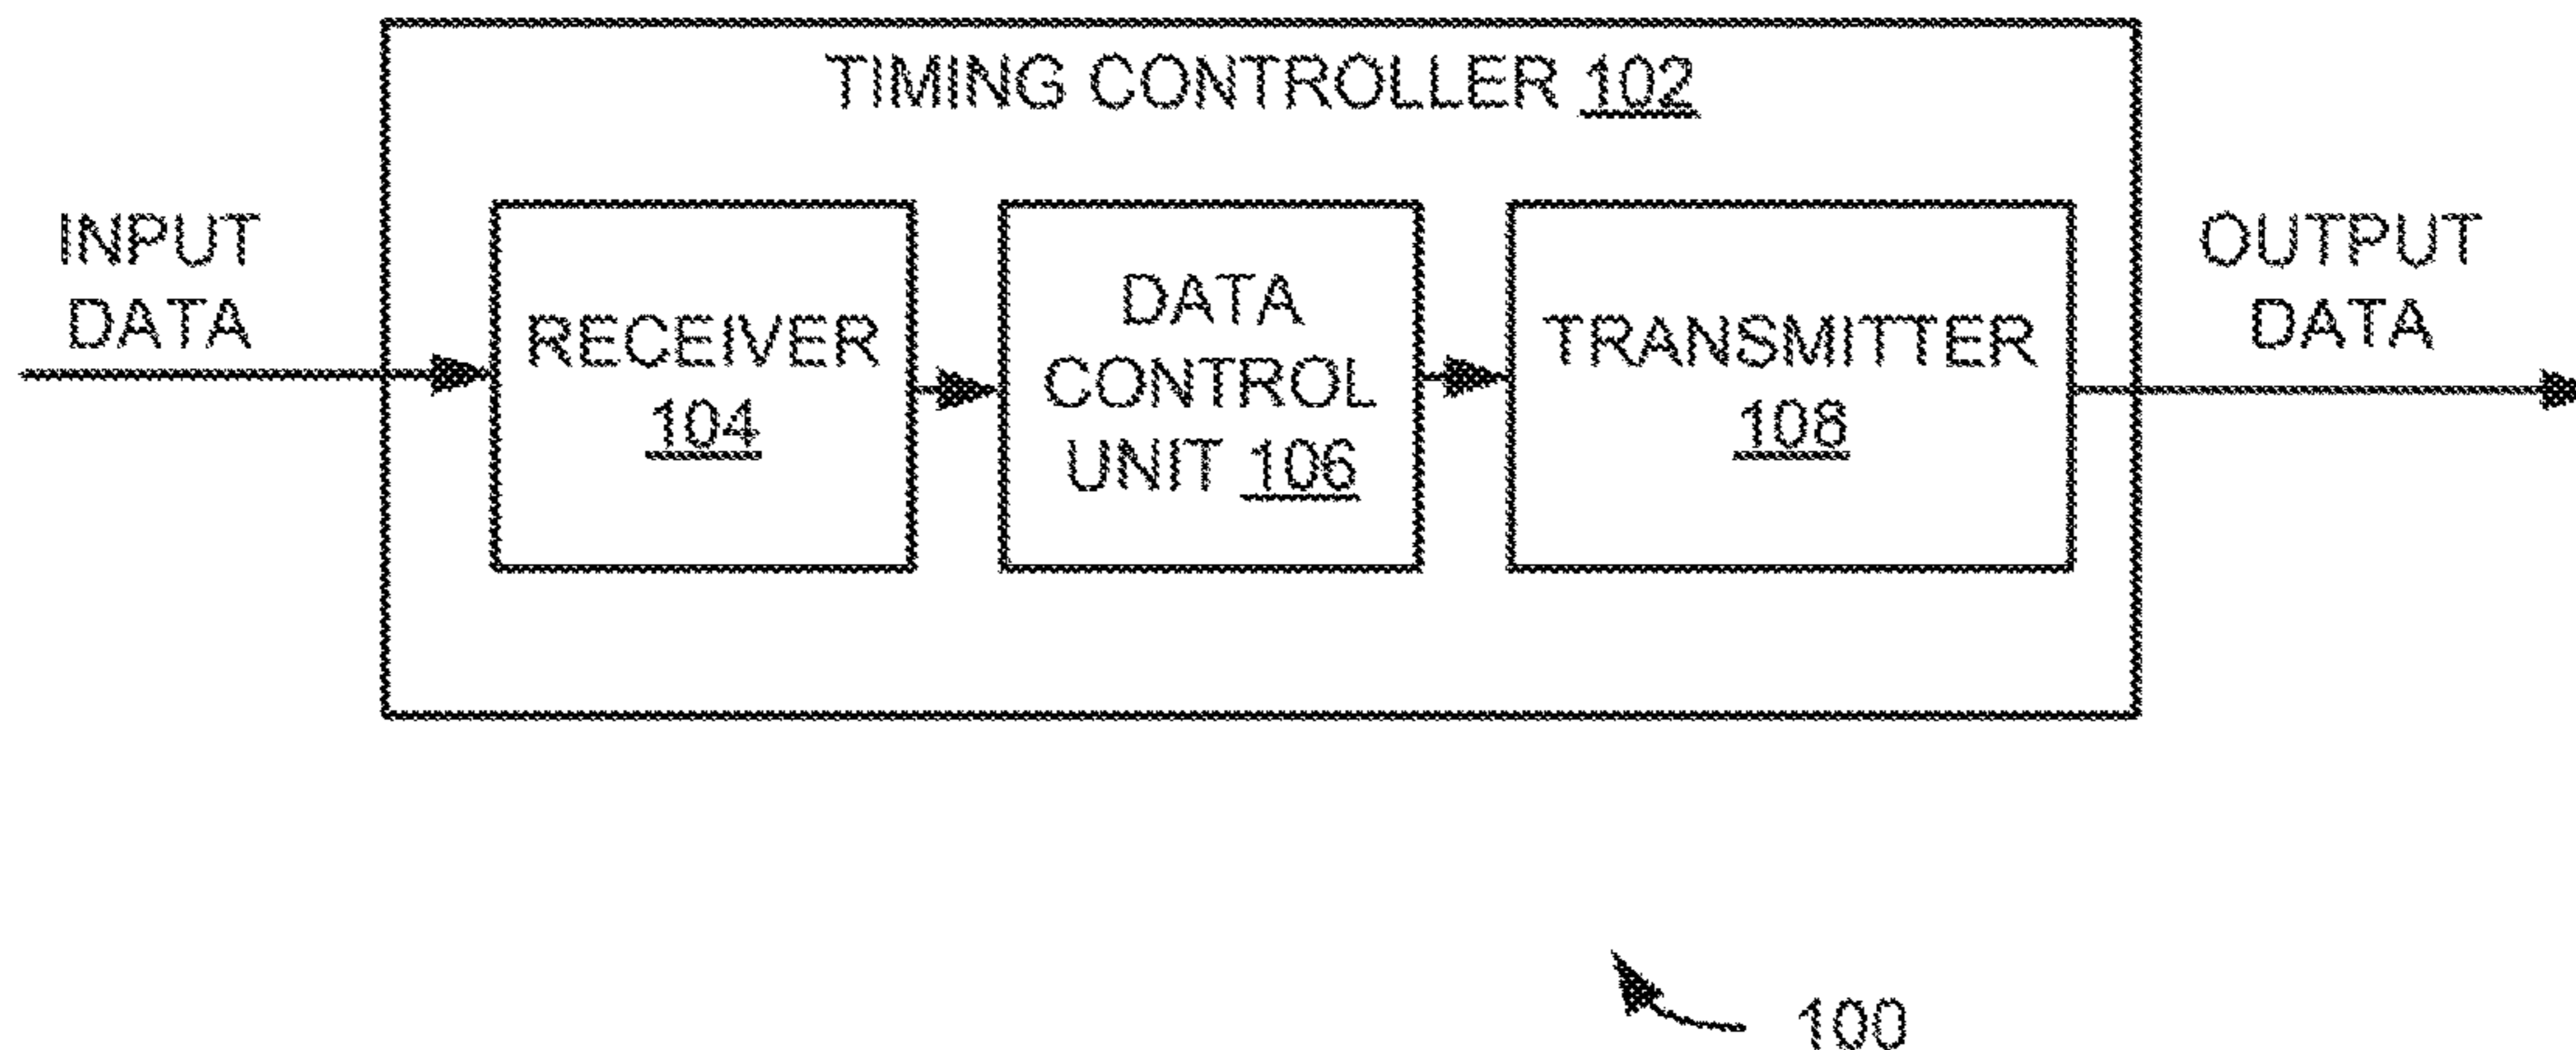 TIMING CONTROLLER 102
INPUT
DATA
RECEIVER
104
DATA
CONTROL
UNIT 106
TRANSMITTER
108
OUTPUT
DATA
100